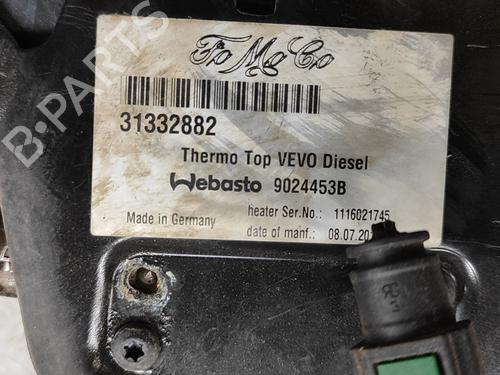 FoMoCo
31332882
Thermo Top VEVO Diesel
Webasto 9024453B
Made in Germany
heater Ser.No.: 1116021745
date of manf.: 08.07.20
B-PARTS